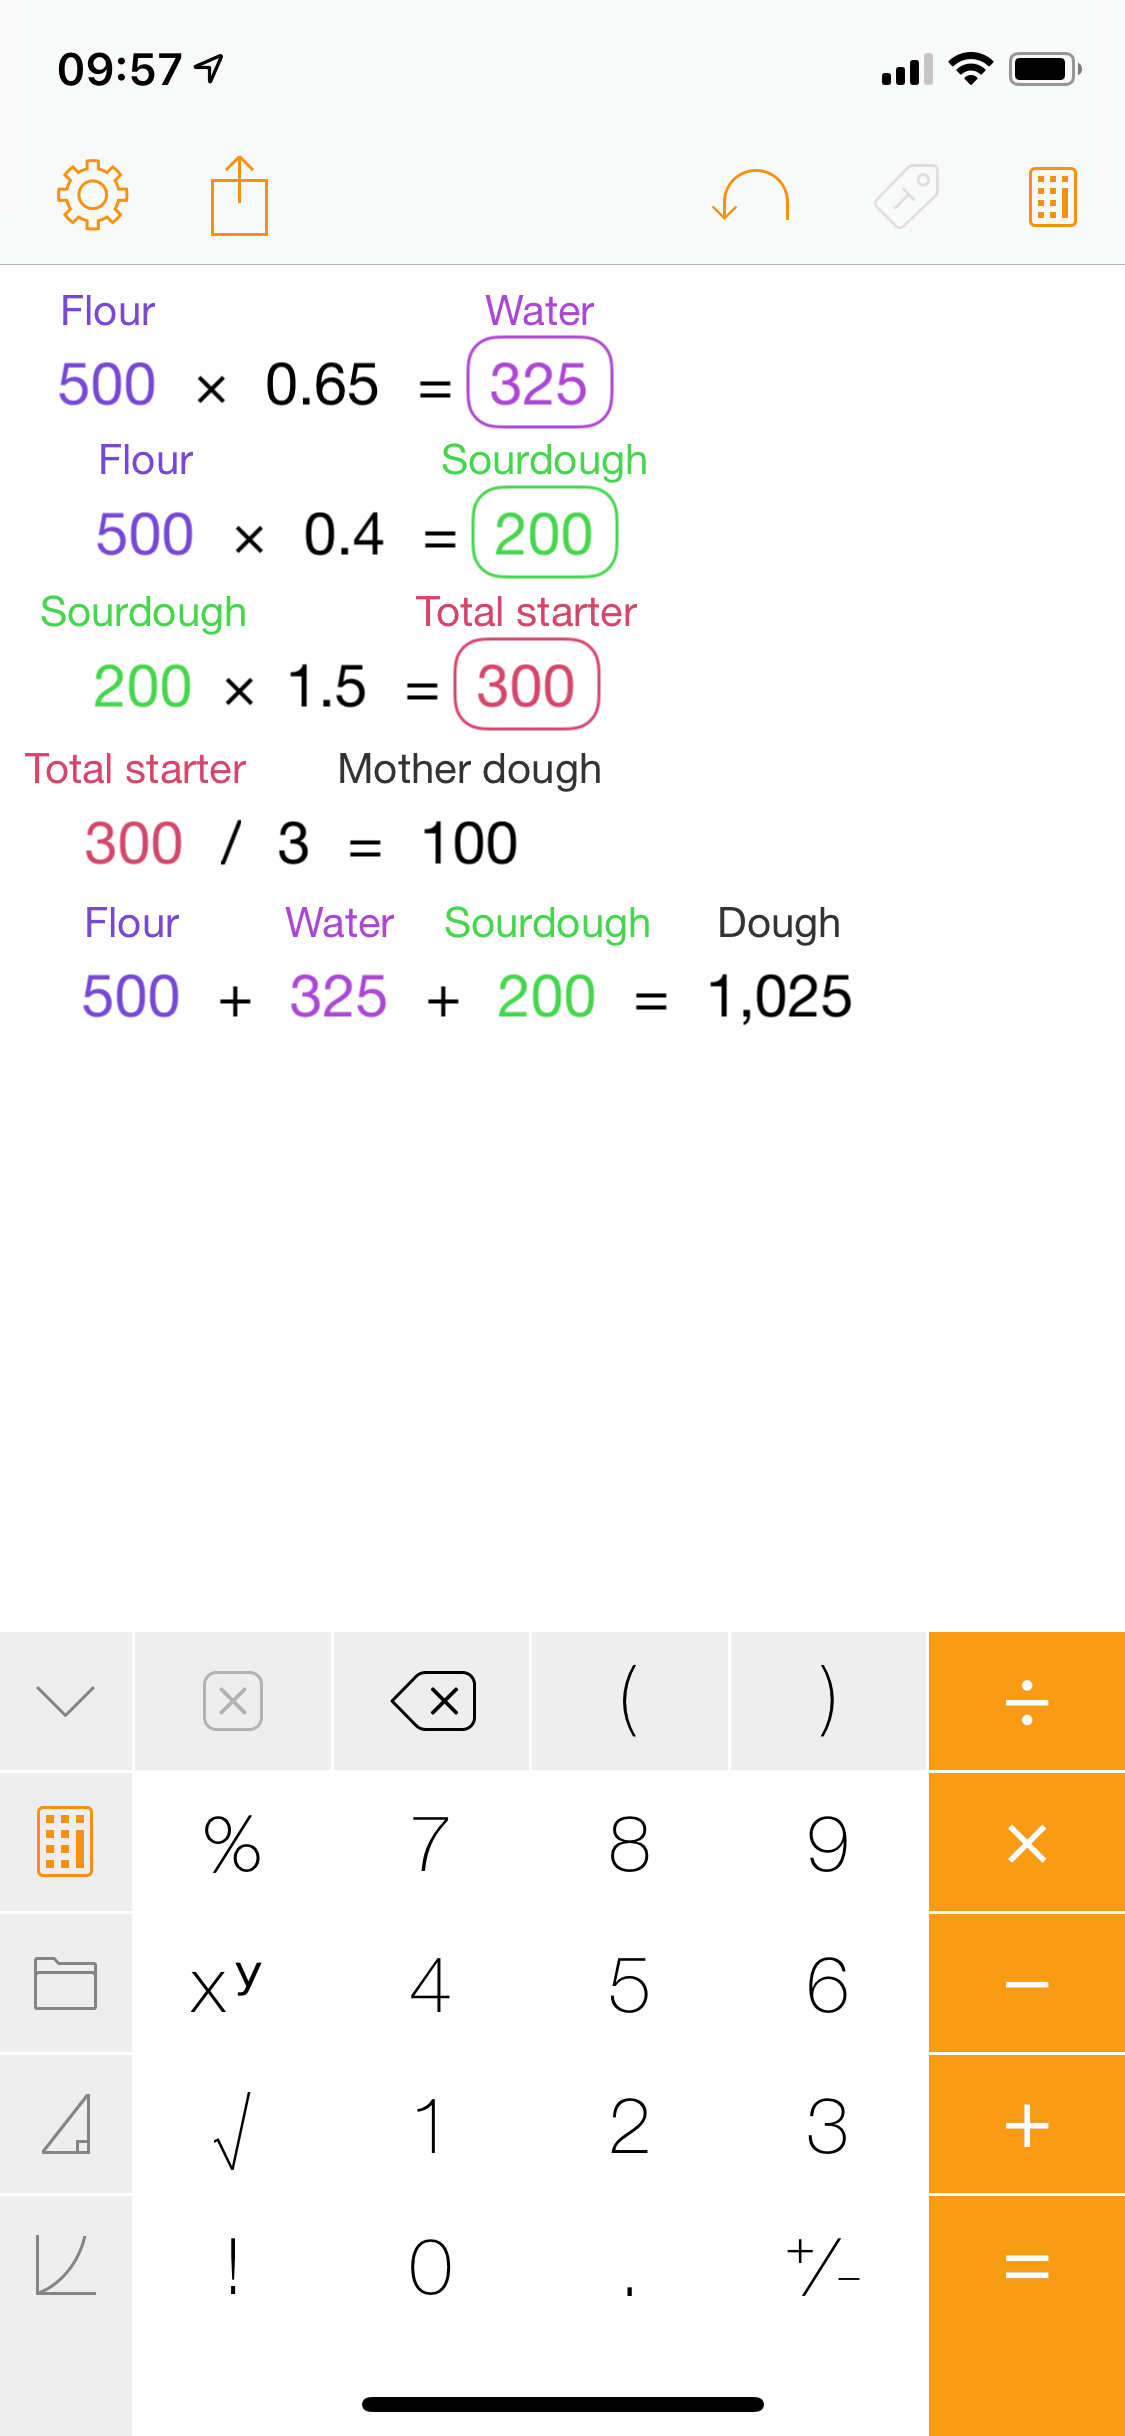 09:57
Flour Water
500 × 0.65 = 325
Flour Sourdough
500 × 0.4 = 200
Sourdough Total starter
200 × 1.5 = 300
Total starter Mother dough
300 / 3 = 100
Flour Water Sourdough Dough
500 + 325 + 200 = 1,025
( ) ÷
% 7 8 9 ×
xʸ 4 5 6 −
√ 1 2 3 +
! 0 . +/- =